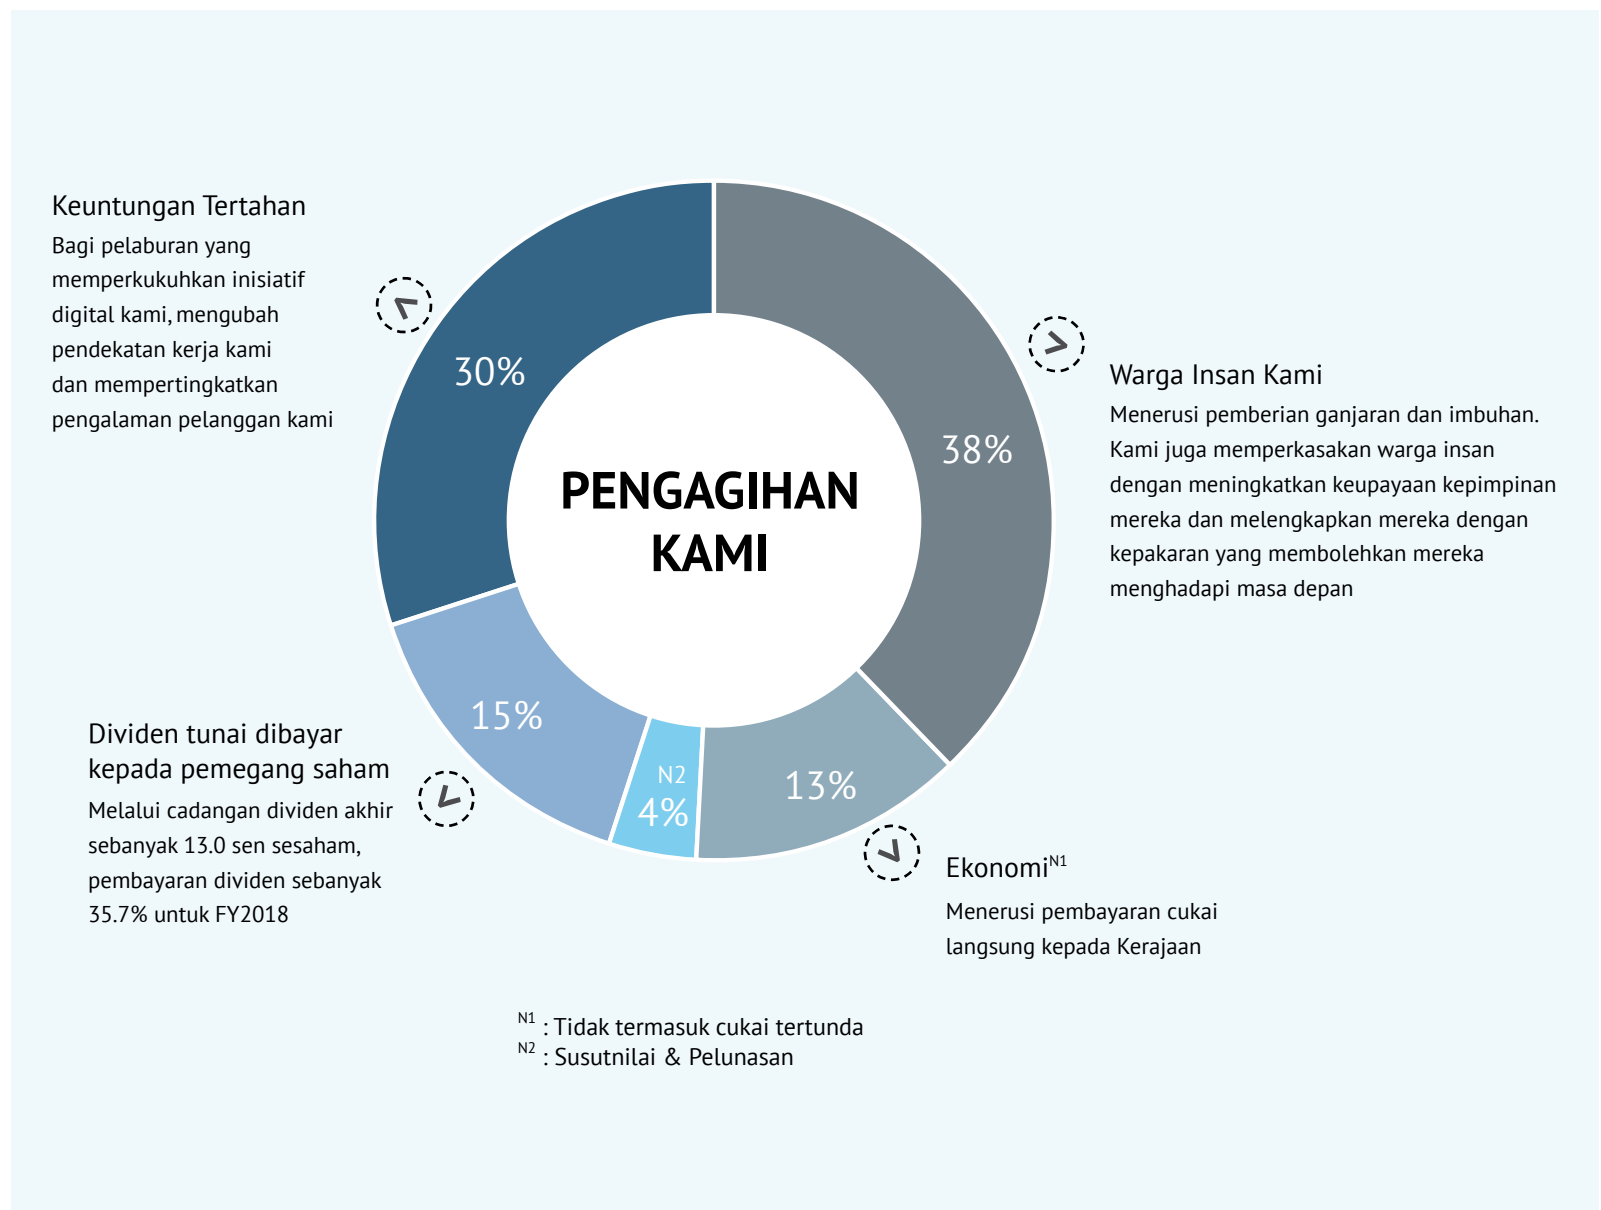 Keuntungan Tertahan
Bagi pelaburan yang
memperkukuhkan inisiatif
digital kami, mengubah
pendekatan kerja kami
dan mempertingkatkan
pengalaman pelanggan kami
30%
38%
PENGAGIHAN
KAMI
Warga Insan Kami
Menerusi pemberian ganjaran dan imbuhan.
Kami juga memperkasakan warga insan
dengan meningkatkan keupayaan kepimpinan
mereka dan melengkapkan mereka dengan
kepakaran yang membolehkan mereka
menghadapi masa depan
15%
N2
4%
13%
Dividen tunai dibayar
kepada pemegang saham
Melalui cadangan dividen akhir
sebanyak 13.0 sen sesaham,
pembayaran dividen sebanyak
35.7% untuk FY2018
Ekonomi N1
Menerusi pembayaran cukai
langsung kepada Kerajaan
N1 : Tidak termasuk cukai tertunda
N2 : Susutnilai & Pelunasan